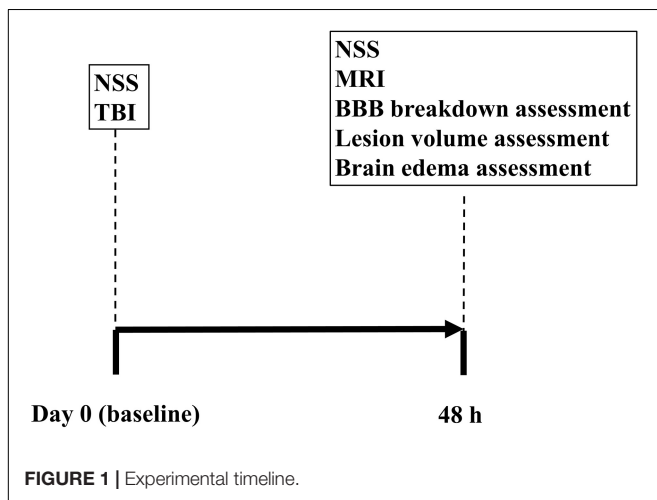 NSS
TBI
NSS
MRI
BBB breakdown assessment
Lesion volume assessment
Brain edema assessment
Day 0 (baseline)
48 h
FIGURE 1 | Experimental timeline.